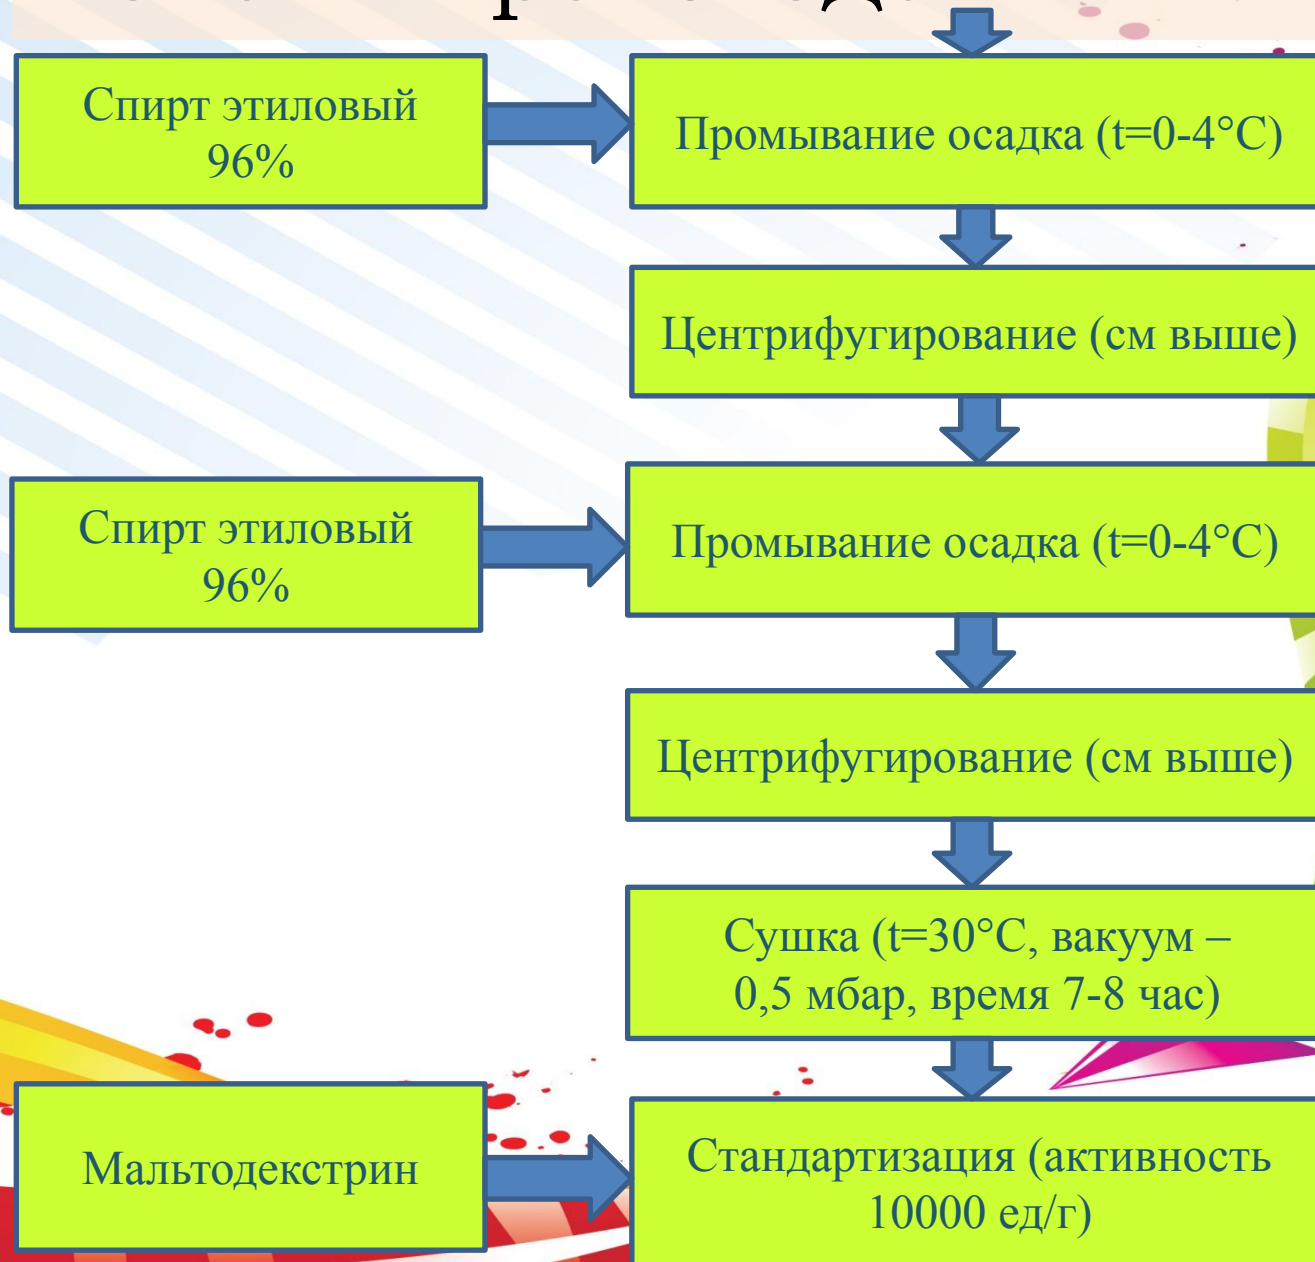 Спирт этиловый
96%
Промывание осадка (t=0-4°C)
Центрифугирование (см выше)
Спирт этиловый
96%
Промывание осадка (t=0-4°C)
Центрифугирование (см выше)
Сушка (t=30°C, вакуум –
0,5 мбар, время 7-8 час)
Мальтодекстрин
Стандартизация (активность
10000 ед/г)